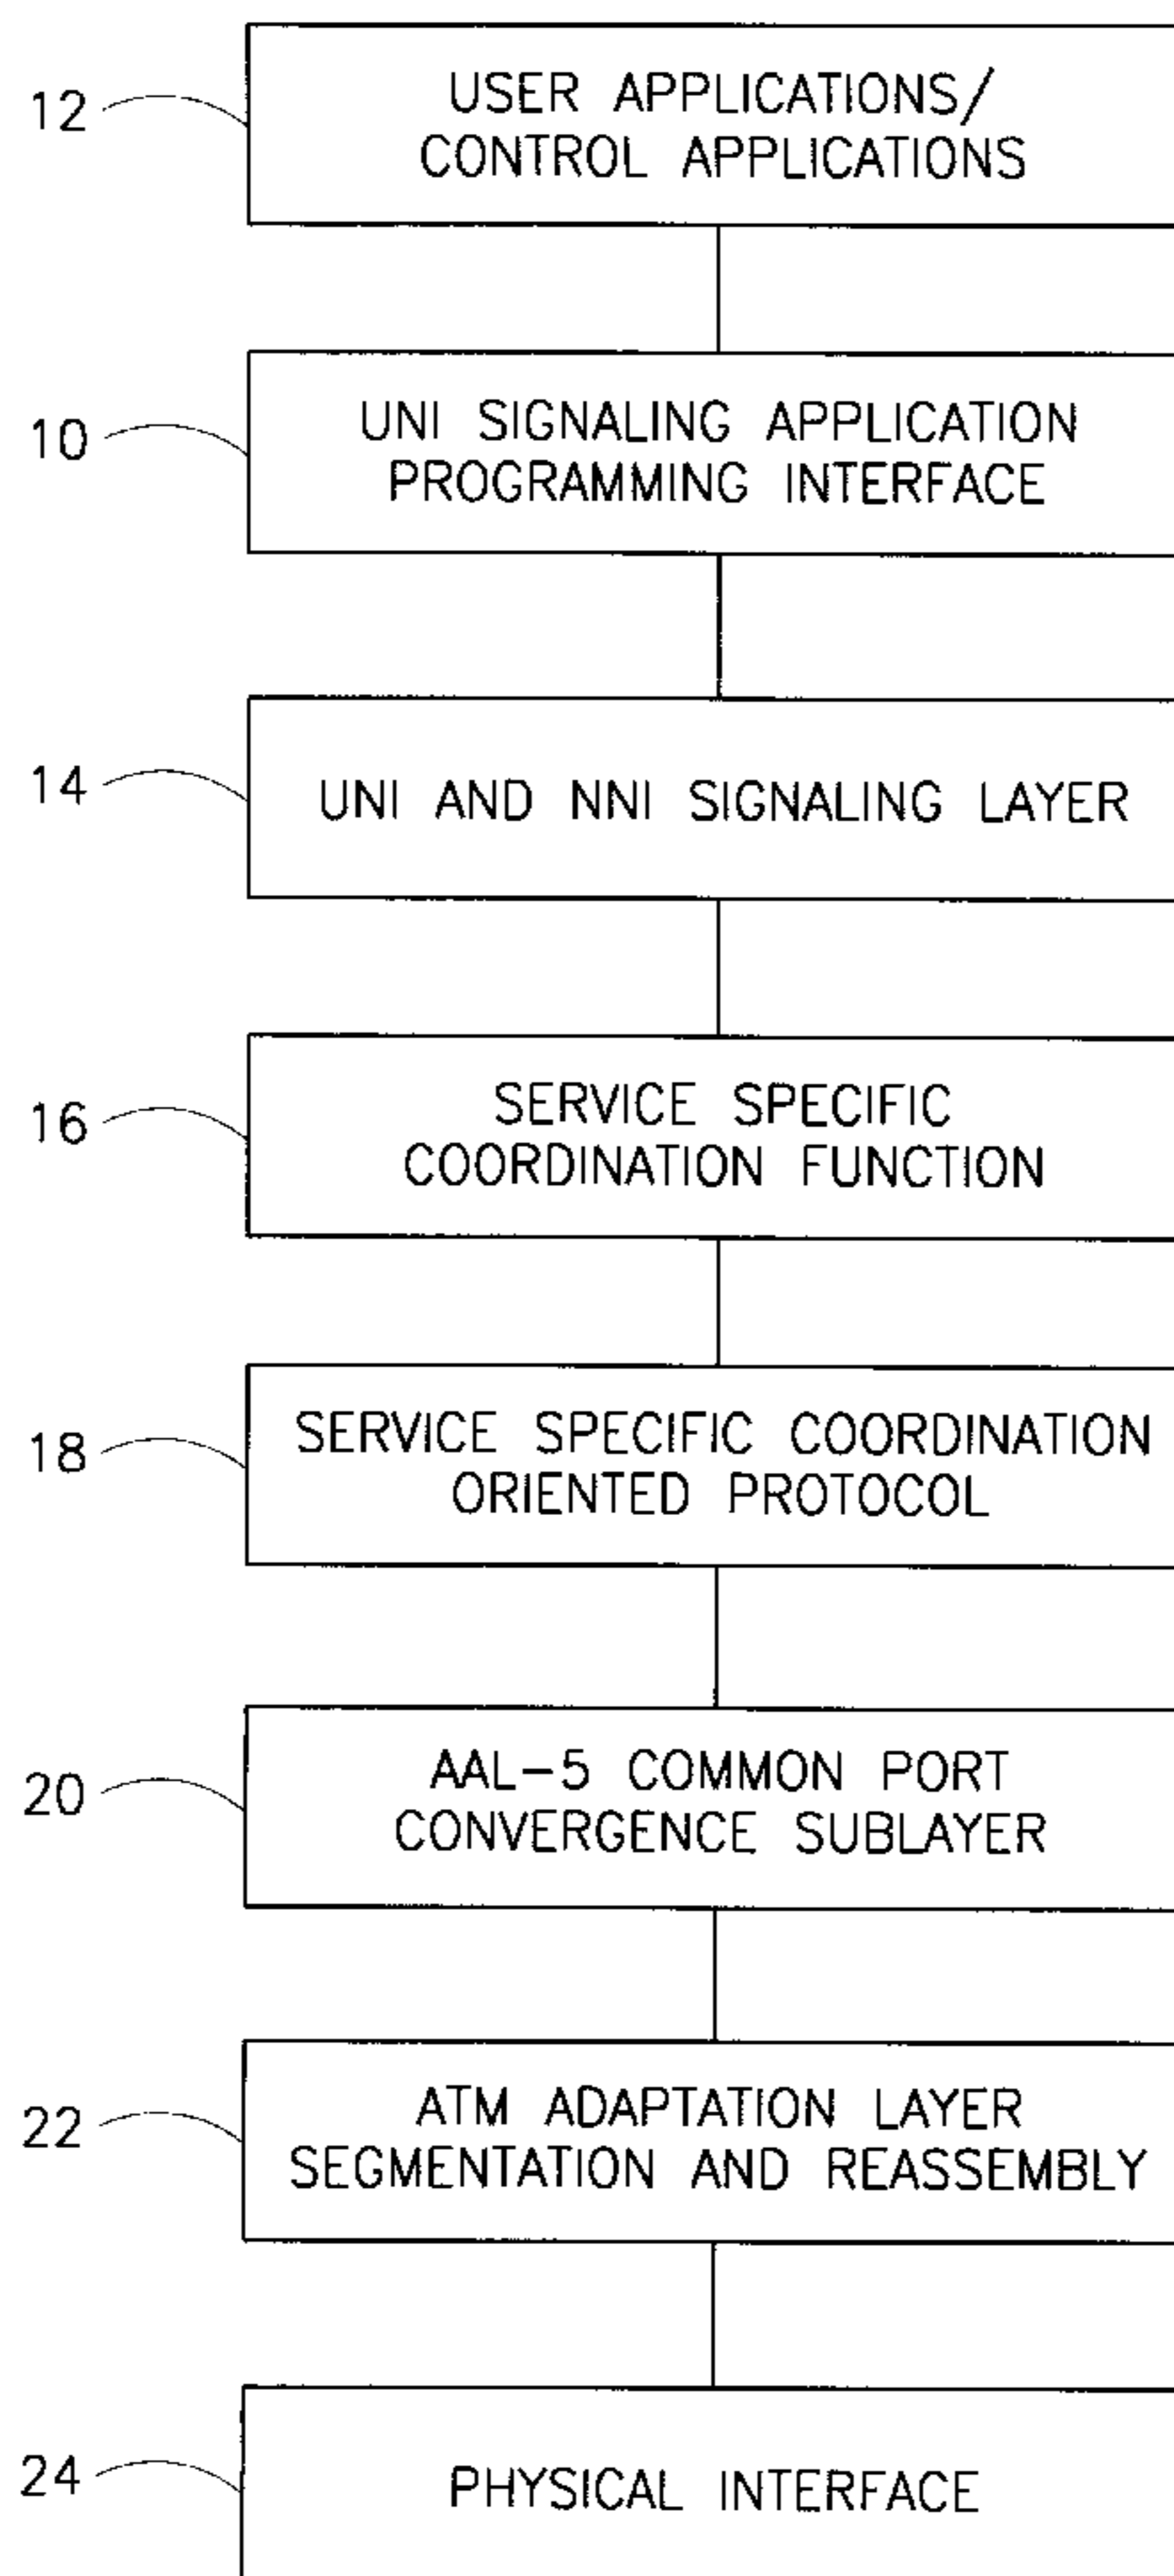 12
USER APPLICATIONS/
CONTROL APPLICATIONS
10
UNI SIGNALING APPLICATION
PROGRAMMING INTERFACE
14
UNI AND NNI SIGNALING LAYER
16
SERVICE SPECIFIC
COORDINATION FUNCTION
18
SERVICE SPECIFIC COORDINATION
ORIENTED PROTOCOL
20
AAL-5 COMMON PORT
CONVERGENCE SUBLAYER
22
ATM ADAPTATION LAYER
SEGMENTATION AND REASSEMBLY
24
PHYSICAL INTERFACE